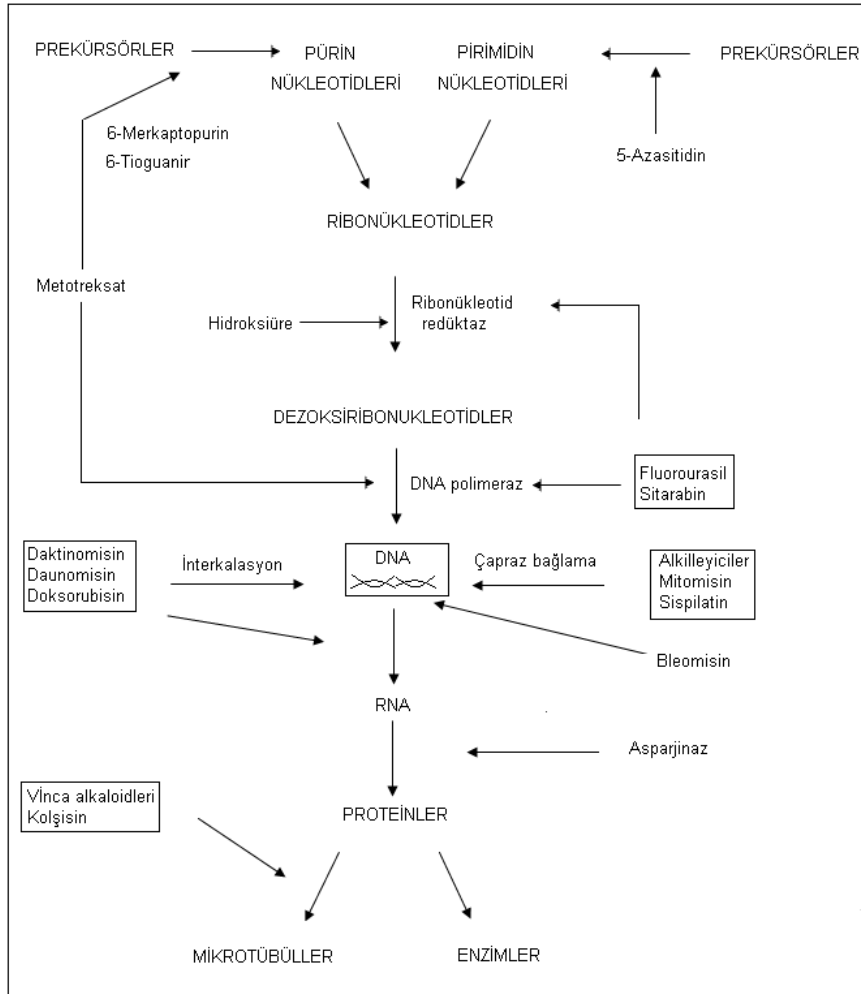 PREKÜRSÖRLER
PÜRİN
NÜKLEOTİDLERİ
PİRİMİDİN
NÜKLEOTİDLERİ
PREKÜRSÖRLER
6-Merkaptopurin
6-Tioguanir
5-Azasitidin
RİBONÜKLEOTİDLER
Metotreksat
Hidroksiüre
Ribonükleotid
redüktaz
DEZOKSİRİBONUKLEOTİDLER
DNA polimeraz
Fluorourasil
Sitarabin
Daktinomisin
Daunomisin
Doksorubisin
İnterkalasyon
DNA
Çapraz bağlama
Alkilleyiciler
Mitomisin
Sispilatin
Bleomisin
RNA
Asparjinaz
Vİnca alkaloidleri
Kolşisin
PROTEİNLER
MİKROTÜBÜLLER
ENZİMLER